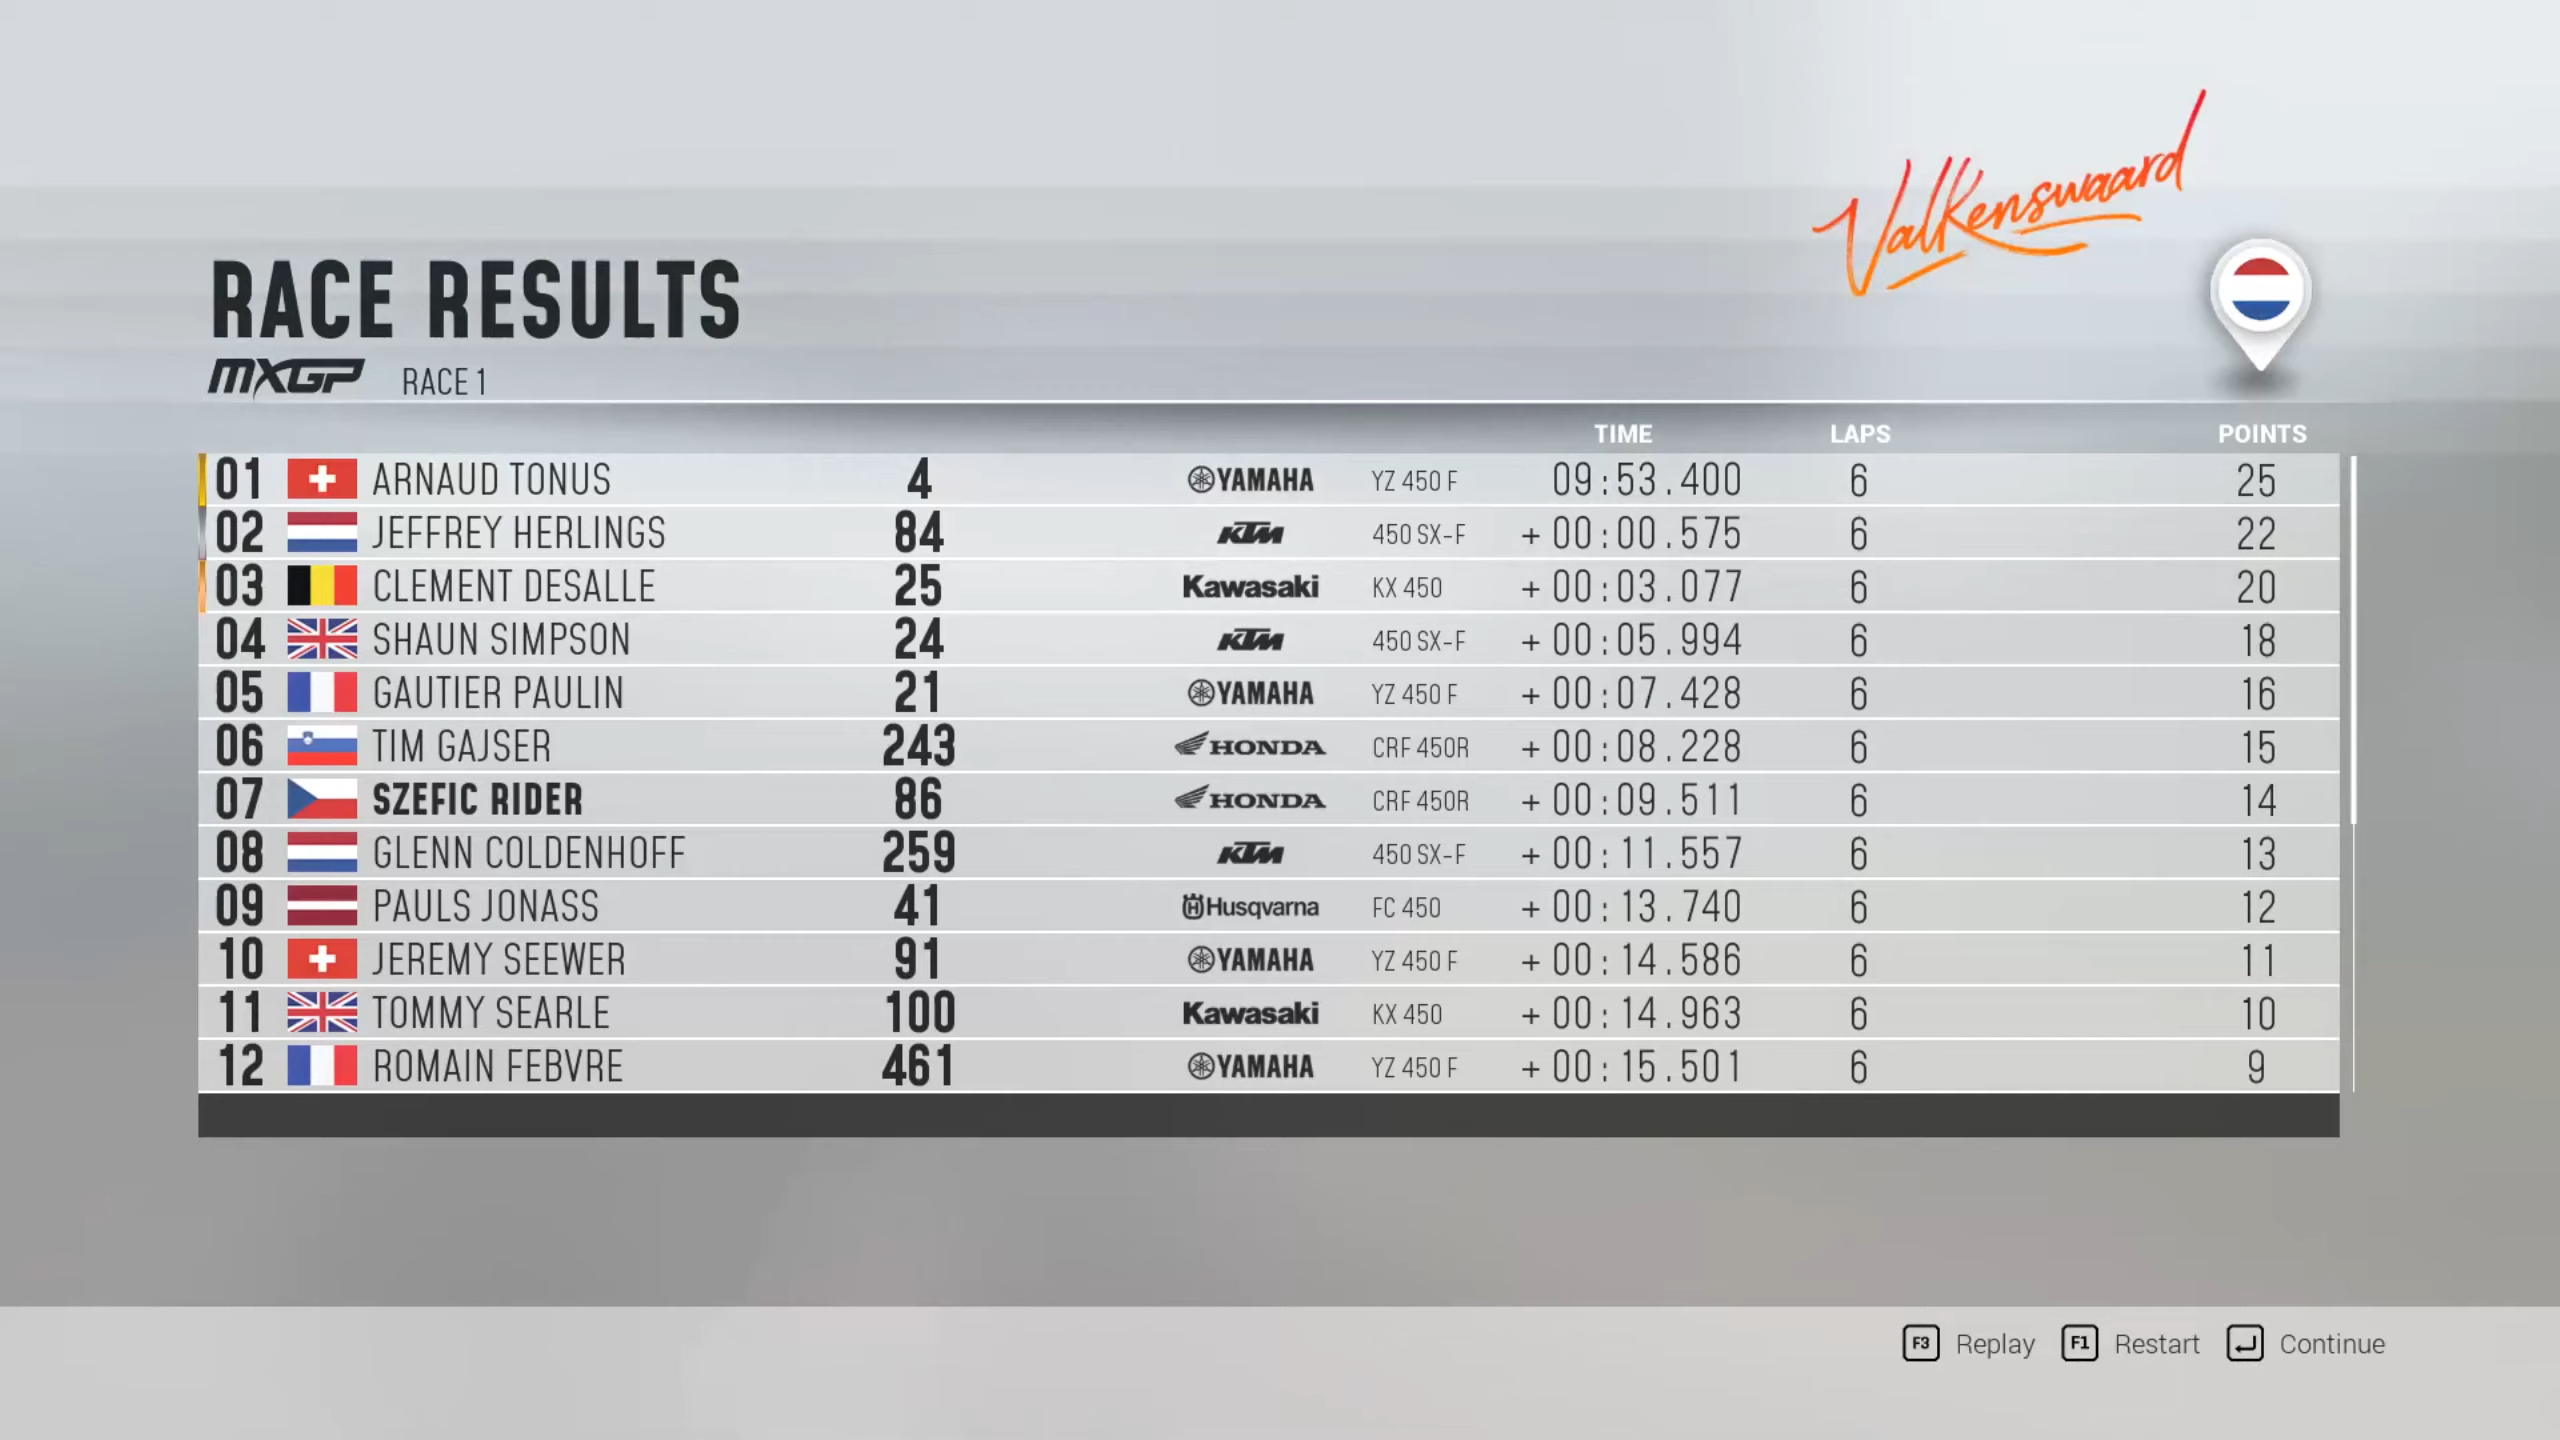 Valkenswaard
RACE RESULTS
MXGP RACE 1
TIME LAPS POINTS
01 ARNAUD TONUS 4 YAMAHA YZ 450 F 09:53.400 6 25
02 JEFFREY HERLINGS 84 KTM 450 SX-F + 00:00.575 6 22
03 CLEMENT DESALLE 25 Kawasaki KX 450 + 00:03.077 6 20
04 SHAUN SIMPSON 24 KTM 450 SX-F + 00:05.994 6 18
05 GAUTIER PAULIN 21 YAMAHA YZ 450 F + 00:07.428 6 16
06 TIM GAJSER 243 HONDA CRF 450R + 00:08.228 6 15
07 SZEFIC RIDER 86 HONDA CRF 450R + 00:09.511 6 14
08 GLENN COLDENHOFF 259 KTM 450 SX-F + 00:11.557 6 13
09 PAULS JONASS 41 Husqvarna FC 450 + 00:13.740 6 12
10 JEREMY SEEWER 91 YAMAHA YZ 450 F + 00:14.586 6 11
11 TOMMY SEARLE 100 Kawasaki KX 450 + 00:14.963 6 10
12 ROMAIN FEBVRE 461 YAMAHA YZ 450 F + 00:15.501 6 9
F3 Replay F1 Restart Continue